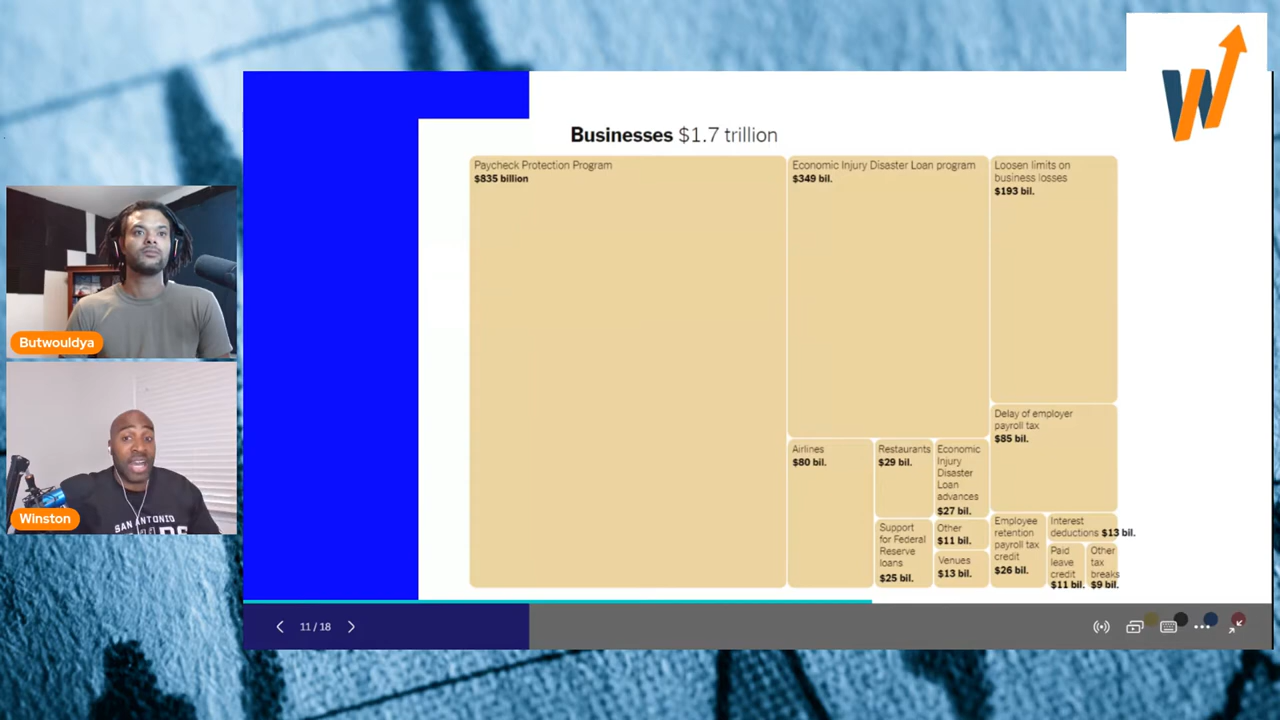 Businesses $1.7 trillion
Paycheck Protection Program
$835 billion
Economic Injury Disaster Loan program
$349 bil.
Loosen limits on
business losses
$193 bil.
Delay of employer
payroll tax
$85 bil.
Airlines
$80 bil.
Restaurants
$29 bil.
Economic
Injury
Disaster
Loan
advances
$27 bil.
Support
for Federal
Reserve
loans
$25 bil.
Other
$11 bil.
Venues
$13 bil.
Employee
retention
payroll tax
credit
$26 bil.
Interest
deductions $13 bil.
Paid
leave
credit
$11 bil.
Other
tax
breaks
$9 bil.
Butwouldya
SAN ANTONIO
Winston
11 / 18
W